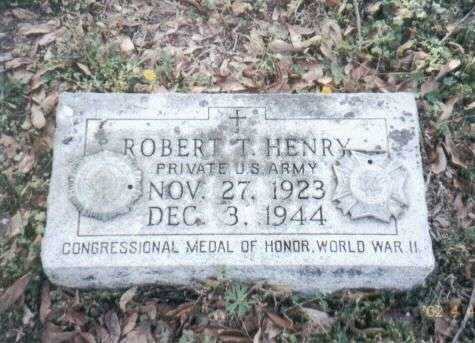 ROBERT T. HENRY
PRIVATE U.S. ARMY
NOV. 27, 1923
DEC. 3, 1944
CONGRESSIONAL MEDAL OF HONOR, WORLD WAR II